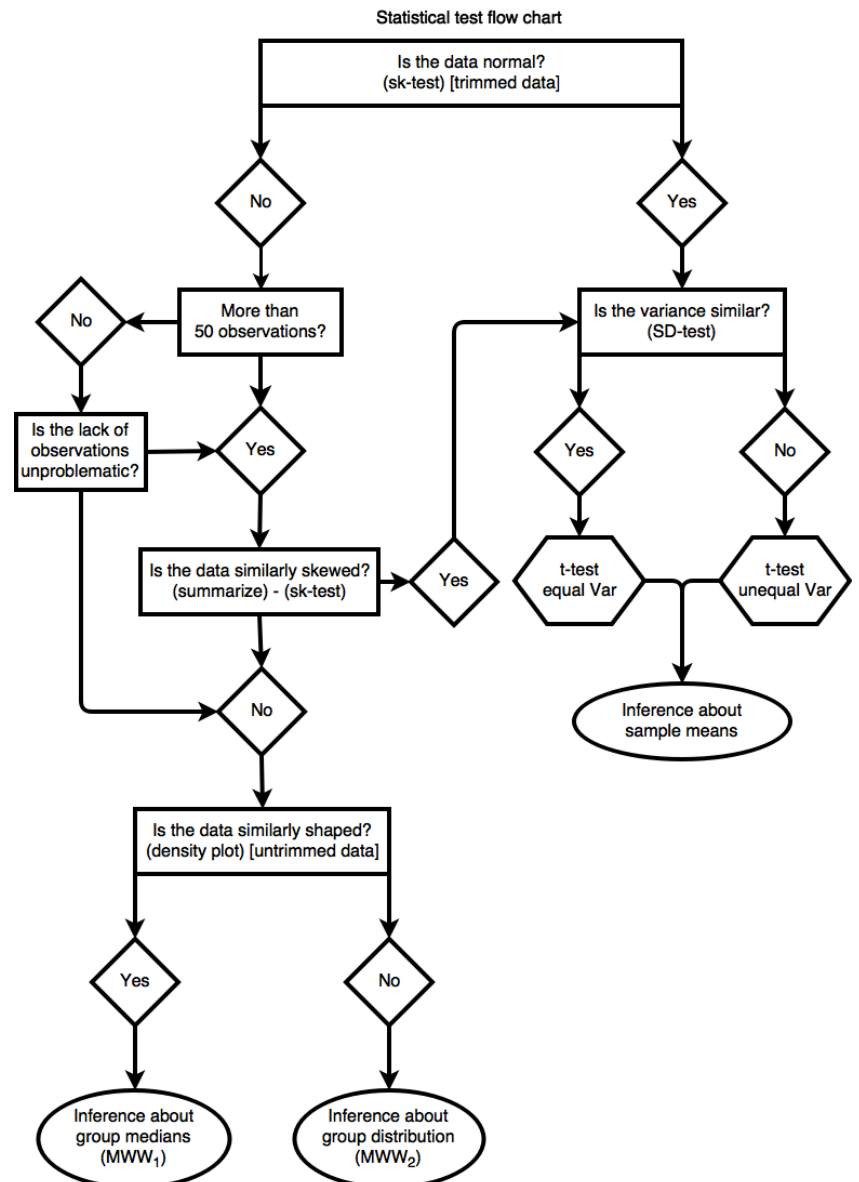 Statistical test flow chart
Is the data normal?
(sk-test) [trimmed data]
No
Yes
No
More than
50 observations?
Is the variance similar?
(SD-test)
Is the lack of
observations
unproblematic?
Yes
Yes
No
Is the data similarly skewed?
(summarize) - (sk-test)
Yes
t-test
equal Var
t-test
unequal Var
No
Inference about
sample means
Is the data similarly shaped?
(density plot) [untrimmed data]
Yes
No
Inference about
group medians
(MWW₁)
Inference about
group distribution
(MWW₂)